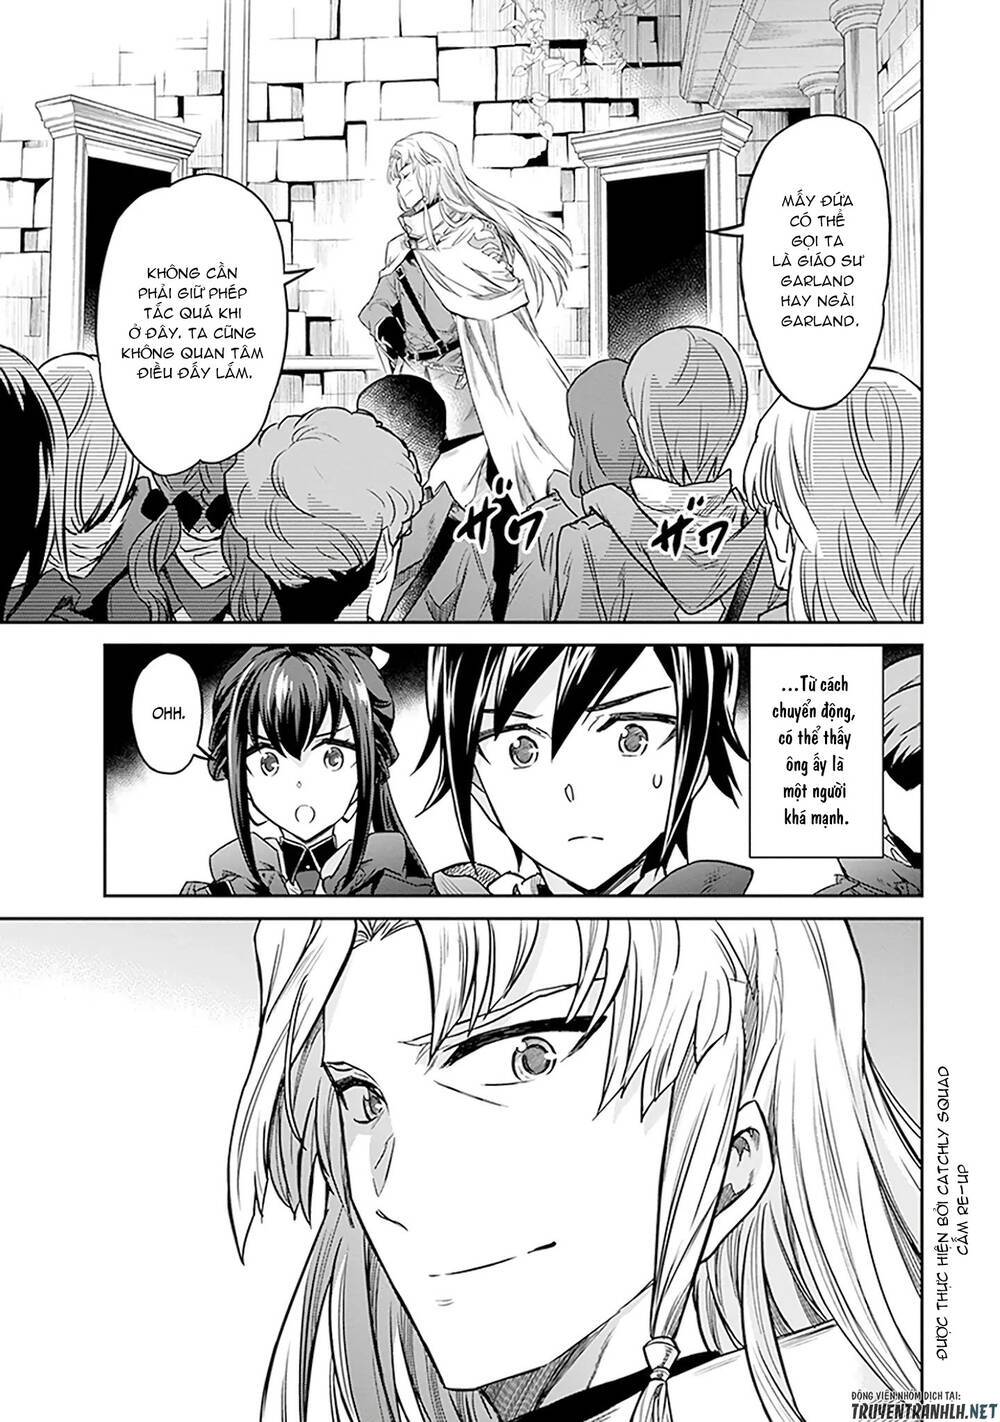 MẤY ĐỨA
CÓ THỂ
GỌI TA
LÀ GIÁO SƯ
GARLAND
HAY NGÀI
GARLAND.
KHÔNG CẦN
PHẢI GIỮ PHÉP
TẮC QUÁ KHI
Ở ĐÂY. TA CŨNG
KHÔNG QUAN TÂM
ĐIỀU ĐẤY LẮM.
ザワ
ザワ
...Từ cách
chuyển động,
có thể thấy
ông ấy là
một người
khá mạnh.
OHH.
ĐƯỢC THỰC HIỆN BỞI CATCHLY SQUAD
CẤM RE-UP
ĐỘNG VIÊN NHÓM DỊCH TẠI:
TRUYENTRANHLH.NET